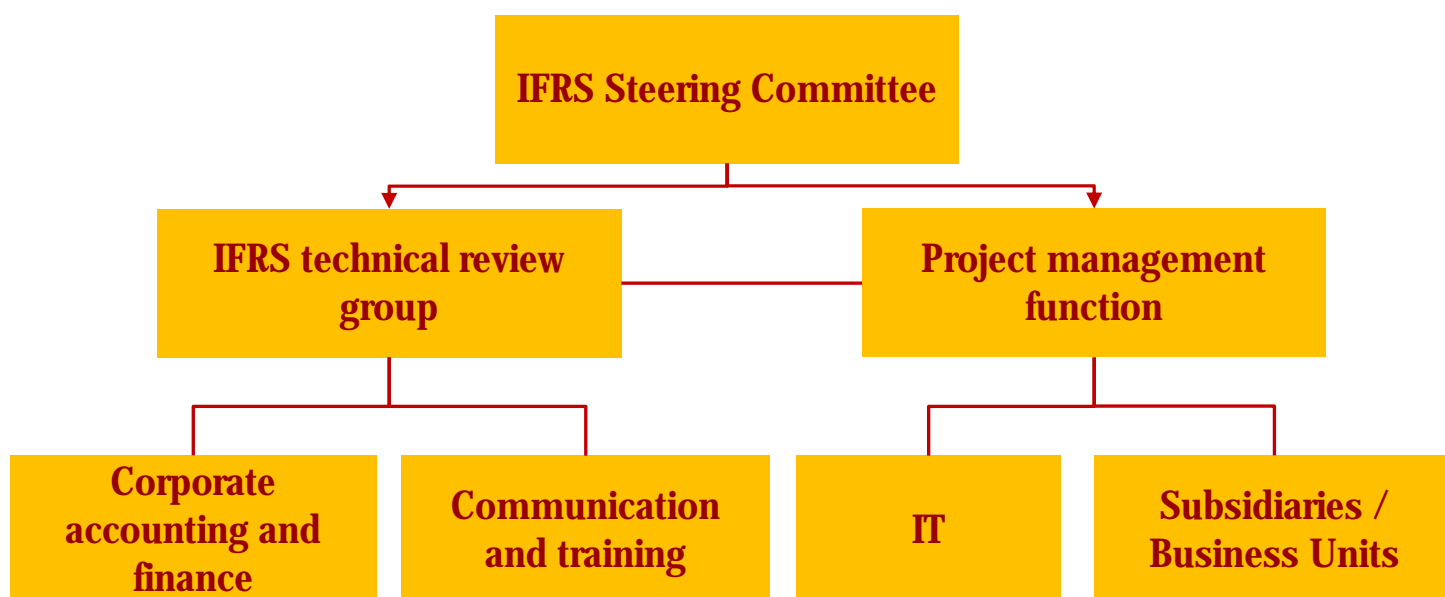 IFRS Steering Committee
IFRS technical review
group
Project management
function
Corporate
accounting and
finance
Communication
and training
IT
Subsidiaries /
Business Units